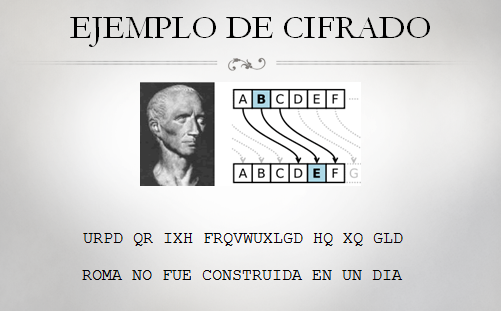 EJEMPLO DE CIFRADO
A B C D E F
A B C D E F G
URPD QR IXH FRQVWUXLGD HQ XQ GLD
ROMA NO FUE CONSTRUIDA EN UN DIA